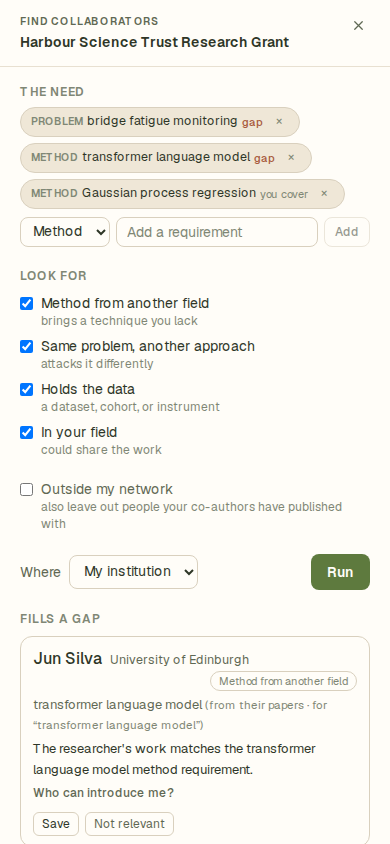 FIND COLLABORATORS
×
Harbour Science Trust Research Grant
THE NEED
PROBLEM bridge fatigue monitoring gap ×
METHOD transformer language model gap ×
METHOD Gaussian process regression you cover ×
Method Add a requirement Add
LOOK FOR
Method from another field
brings a technique you lack
Same problem, another approach
attacks it differently
Holds the data
a dataset, cohort, or instrument
In your field
could share the work
Outside my network
also leave out people your co-authors have published
with
Where My institution Run
FILLS A GAP
Jun Silva University of Edinburgh
Method from another field
transformer language model (from their papers · for
“transformer language model”)
The researcher's work matches the transformer
language model method requirement.
Who can introduce me?
Save Not relevant